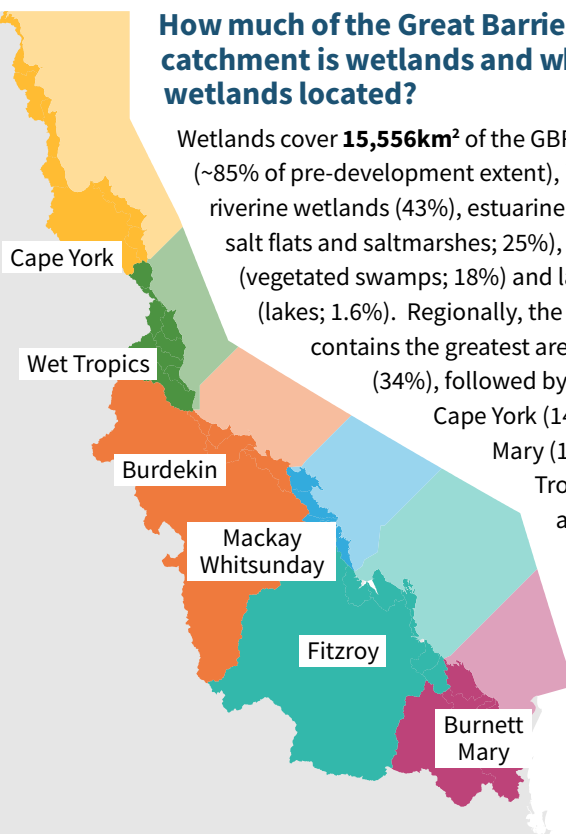 How much of the Great Barrie
catchment is wetlands and w
wetlands located?
Wetlands cover 15,556km² of the GBR
(~85% of pre-development extent),
riverine wetlands (43%), estuarine
salt flats and saltmarshes; 25%),
(vegetated swamps; 18%) and la
(lakes; 1.6%). Regionally, the
contains the greatest are
(34%), followed by
Cape York (14
Mary (1
Tro
a
Cape York
Wet Tropics
Burdekin
Mackay
Whitsunday
Fitzroy
Burnett
Mary